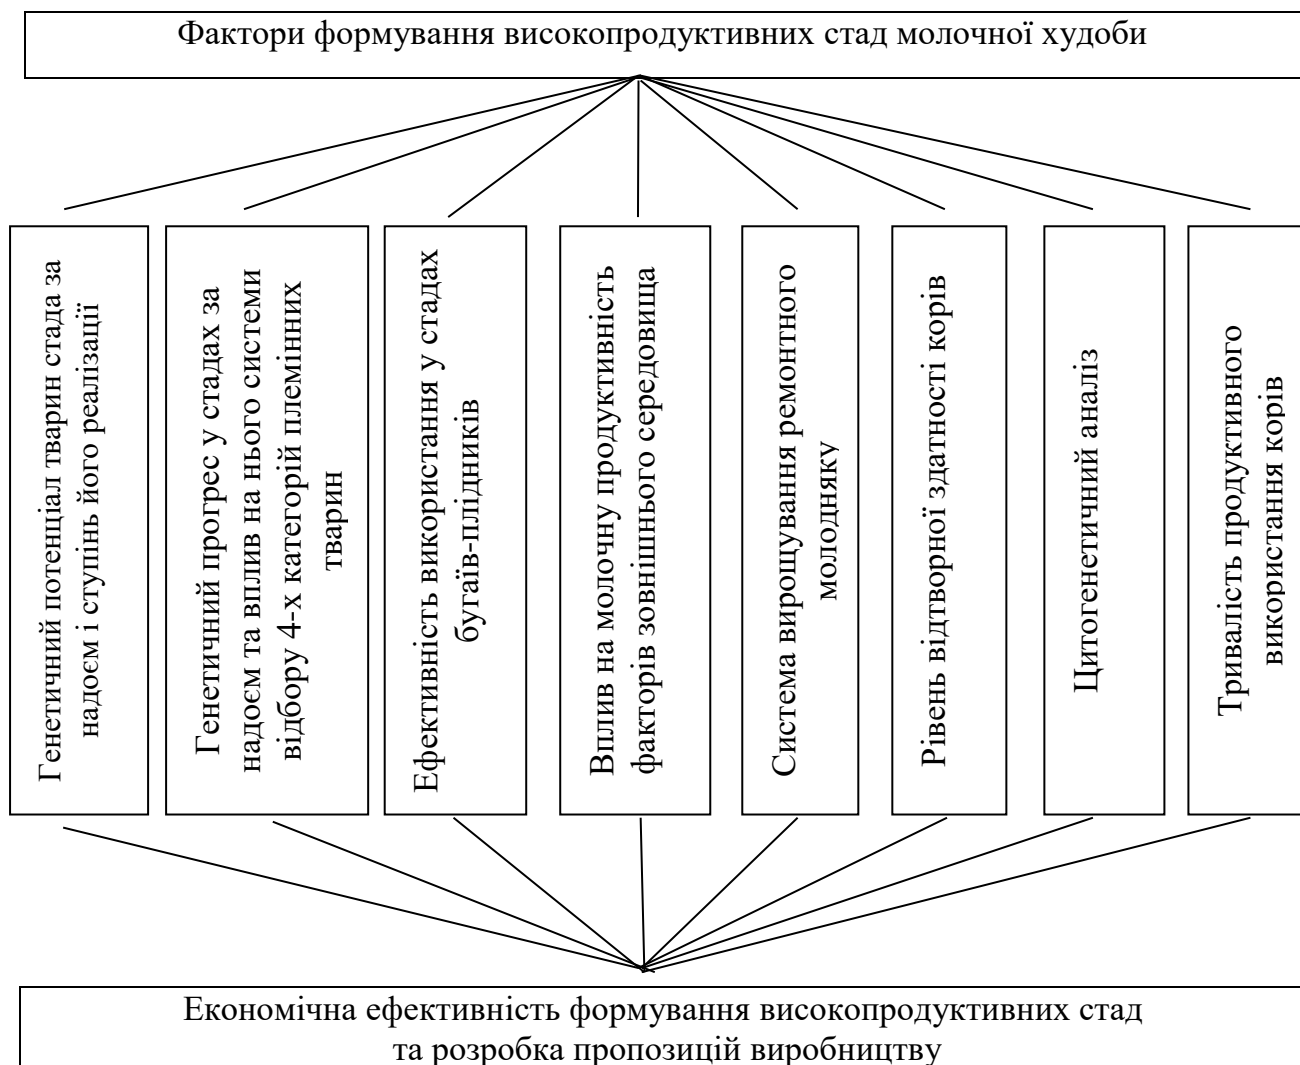 Фактори формування високопродуктивних стад молочної худоби
Генетичний потенціал тварин стада за
надоєм і ступінь його реалізації
Генетичний прогрес у стадах за
надоєм та вплив на нього системи
відбору 4-х категорій племінних
тварин
Ефективність використання у стадах
бугаїв-плідників
Вплив на молочну продуктивність
факторів зовнішнього середовища
Система вирощування ремонтного
молодняку
Рівень відтворної здатності корів
Цитогенетичний аналіз
Тривалість продуктивного
використання корів
Економічна ефективність формування високопродуктивних стад
та розробка пропозицій виробництву